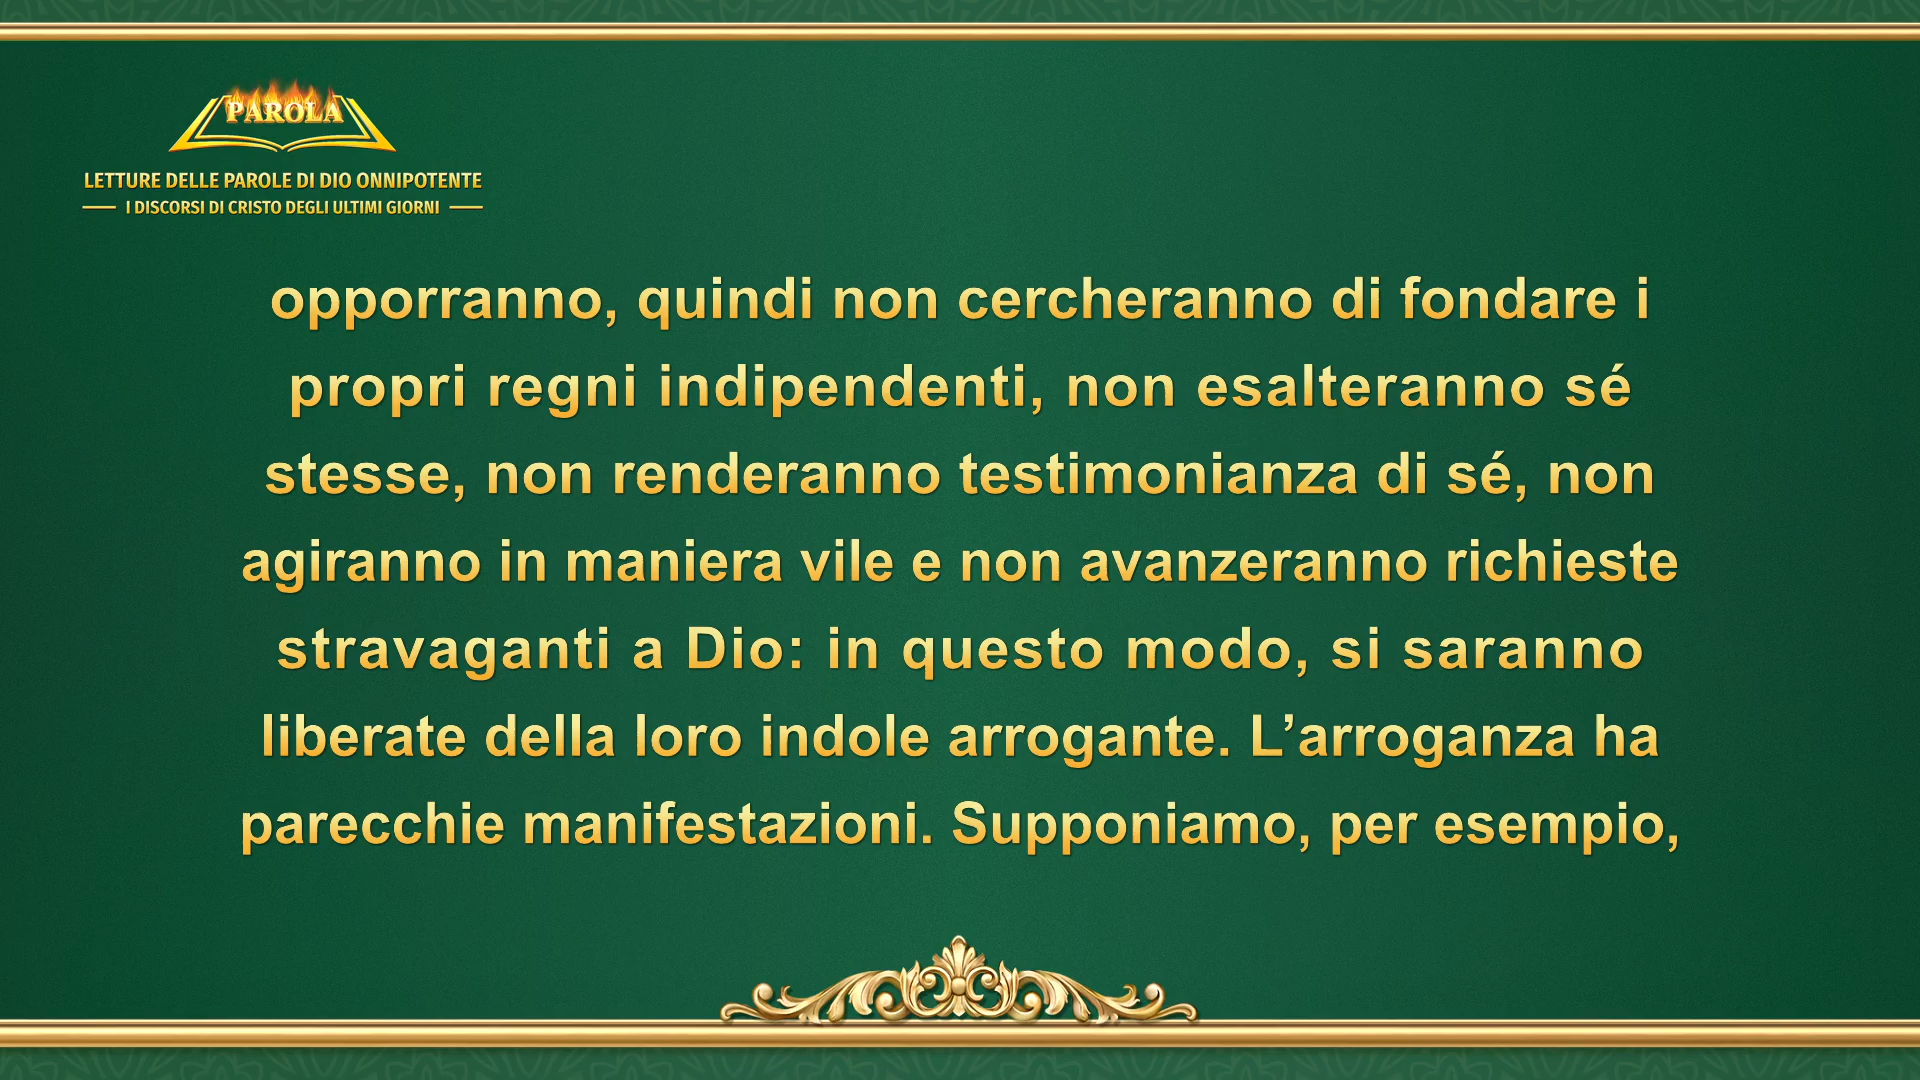 PAROLA
LETTURE DELLE PAROLE DI DIO ONNIPOTENTE
I DISCORSI DI CRISTO DEGLI ULTIMI GIORNI
opporranno, quindi non cercheranno di fondare i
propri regni indipendenti, non esalteranno sé
stesse, non renderanno testimonianza di sé, non
agiranno in maniera vile e non avanzeranno richieste
stravaganti a Dio: in questo modo, si saranno
liberate della loro indole arrogante. L’arroganza ha
parecchie manifestazioni. Supponiamo, per esempio,